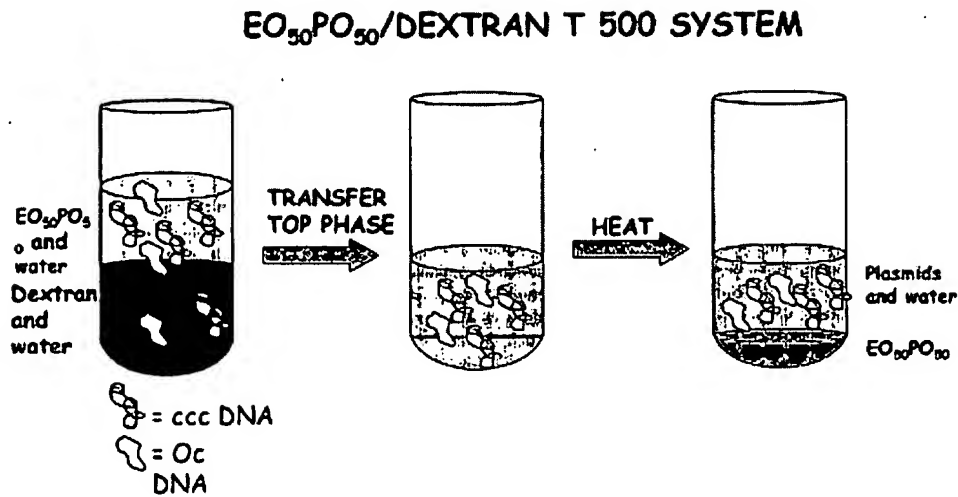 EO₅₀PO₅₀/DEXTRAN T 500 SYSTEM
TRANSFER
TOP PHASE
HEAT
EO₅₀PO₅
₀ and
water
Dextran
and
water
Plasmids
and water
EO₅₀PO₅₀
= ccc DNA
= Oc
DNA